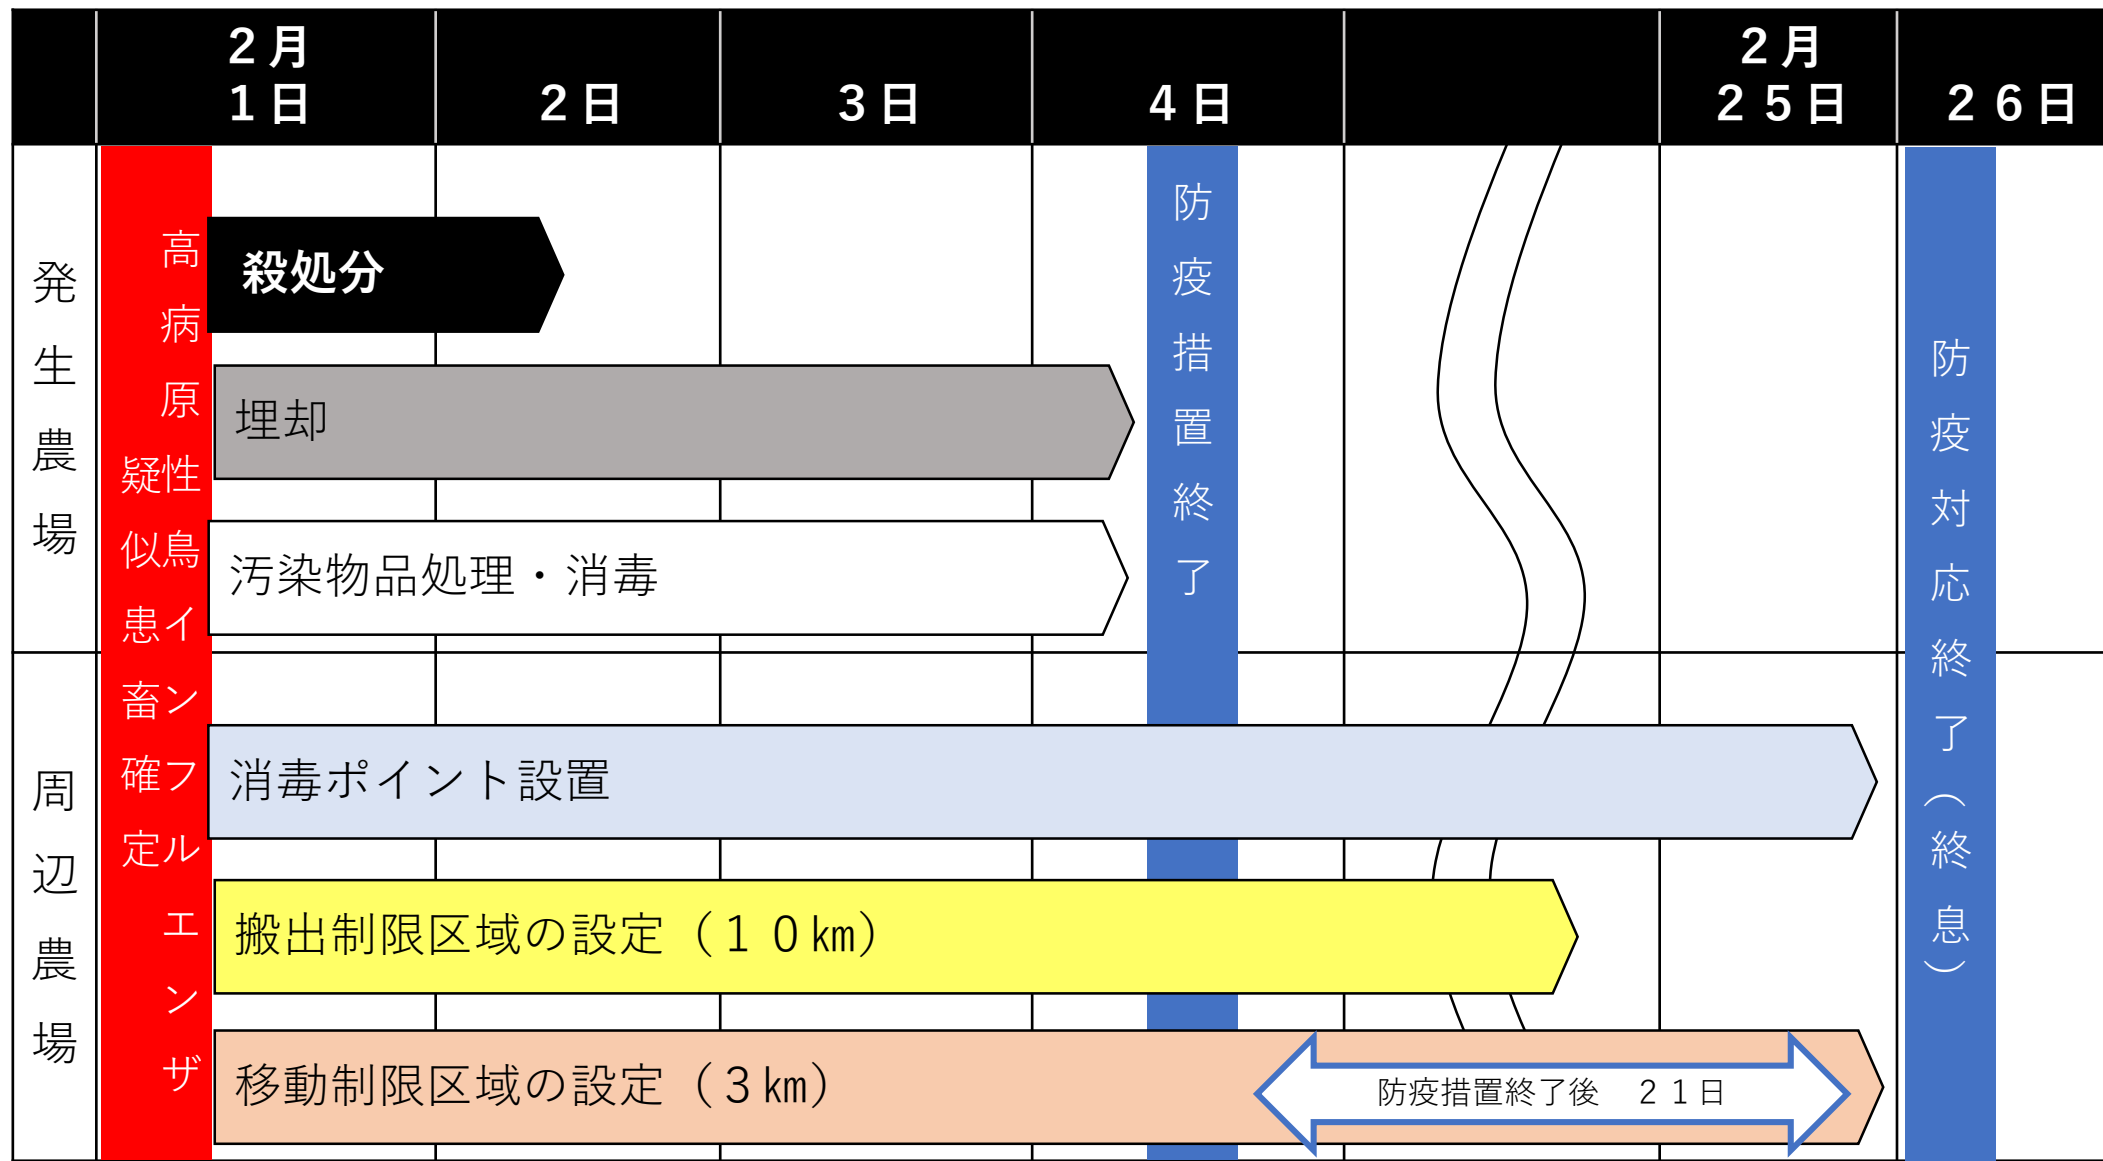 ２月
１日
２日
３日
４日
２月
２５日
２６日
発生農場
高病原性鳥インフルエンザ
疑似患畜確定
殺処分
埋却
汚染物品処理・消毒
防疫措置終了
防疫対応終了（終息）
周辺農場
消毒ポイント設置
搬出制限区域の設定（１０㎞）
移動制限区域の設定（３㎞）
防疫措置終了後　２１日